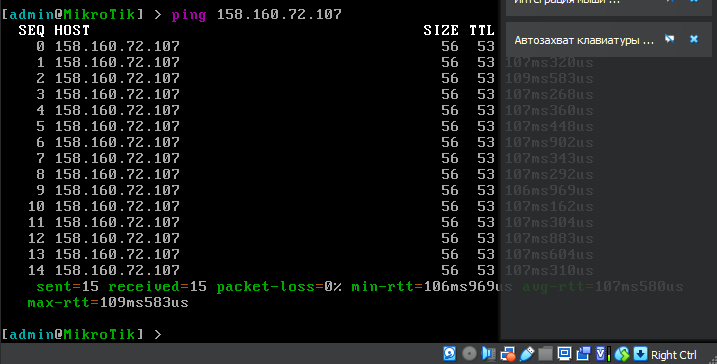 [admin@MikroTik] > ping 158.160.72.107
SEQ HOST SIZE TTL
0 158.160.72.107 56 53
1 158.160.72.107 56 53 107ms320us
2 158.160.72.107 56 53 109ms583us
3 158.160.72.107 56 53 107ms268us
4 158.160.72.107 56 53 107ms360us
5 158.160.72.107 56 53 107ms448us
6 158.160.72.107 56 53 107ms902us
7 158.160.72.107 56 53 107ms343us
8 158.160.72.107 56 53 107ms292us
9 158.160.72.107 56 53 106ms969us
10 158.160.72.107 56 53 107ms162us
11 158.160.72.107 56 53 107ms304us
12 158.160.72.107 56 53 107ms883us
13 158.160.72.107 56 53 107ms604us
14 158.160.72.107 56 53 107ms310us
sent=15 received=15 packet-loss=0% min-rtt=106ms969us avg-rtt=107ms580us
max-rtt=109ms583us
[admin@MikroTik] >
Интеграция мыши ...
Автозахват клавиатуры ...
Right Ctrl